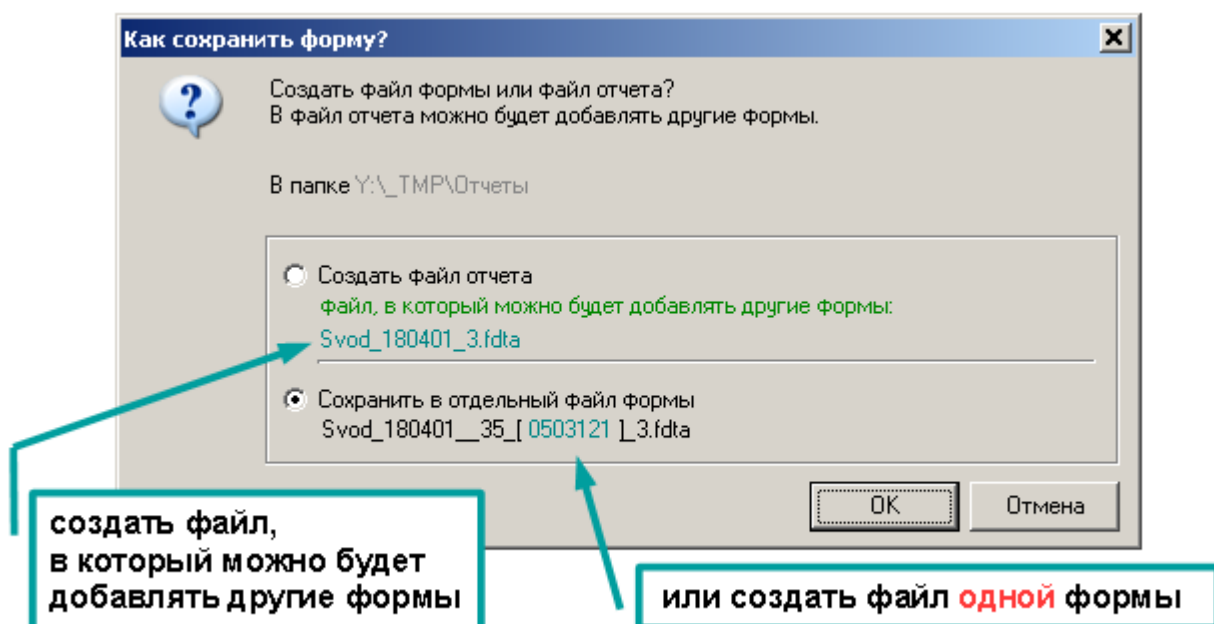 Как сохранить форму?
Создать файл формы или файл отчета?
В файл отчета можно будет добавлять другие формы.
В папке Y:\_TMP\Отчеты
Создать файл отчета
Файл, в который можно будет добавлять другие формы:
Svod_180401_3.fdta
Сохранить в отдельный файл формы
Svod_180401__35_[ 0503121 ]_3.fdta
OK
Отмена
создать файл,
в который можно будет
добавлять другие формы
или создать файл одной формы